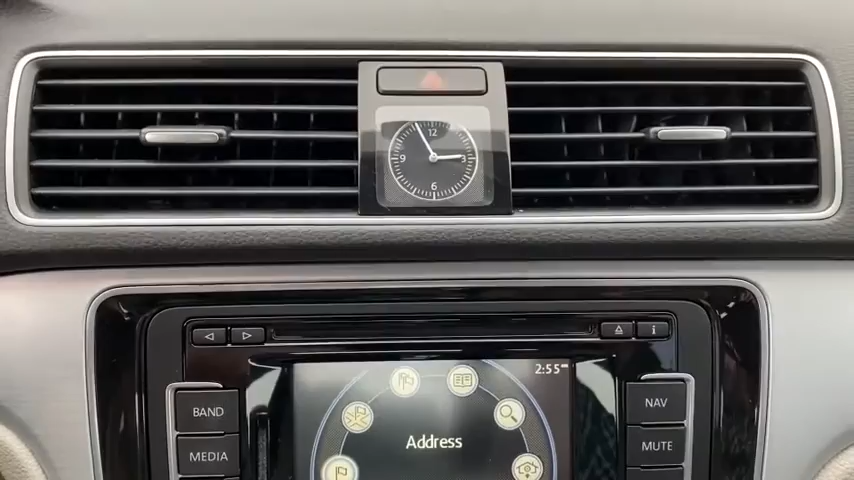 12
9 3
6
2:55
BAND
NAV
MEDIA
MUTE
Address
i